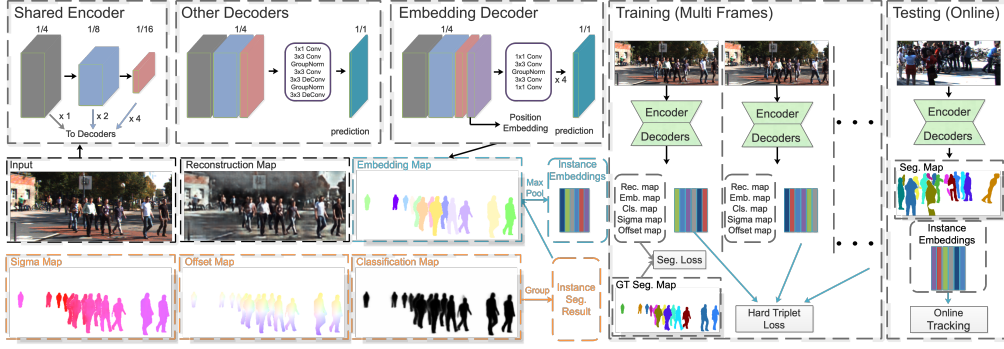 Shared Encoder
1/4
1/8
1/16
x 1
x 2
x 4
To Decoders
Other Decoders
1/4
1x1 Conv
3x3 Conv
GroupNorm
3x3 Conv
3x3 DeConv
GroupNorm
3x3 DeConv
1/1
prediction
Embedding Decoder
1/4
1x1 Conv
3x3 Conv
GroupNorm
3x3 Conv
1x1 Conv
x 4
1/1
Position
Embedding
prediction
Input
Reconstruction Map
Embedding Map
Max
Pool
Instance
Embeddings
Sigma Map
Offset Map
Classification Map
Group
Instance
Seg.
Result
Training (Multi Frames)
Encoder
Decoders
Encoder
Decoders
Rec. map
Emb. map
Cls. map
Sigma map
Offset map
Rec. map
Emb. map
Cls. map
Sigma map
Offset map
Seg. Loss
GT Seg. Map
Hard Triplet
Loss
Testing (Online)
Encoder
Decoders
Seg. Map
Instance
Embeddings
Online
Tracking